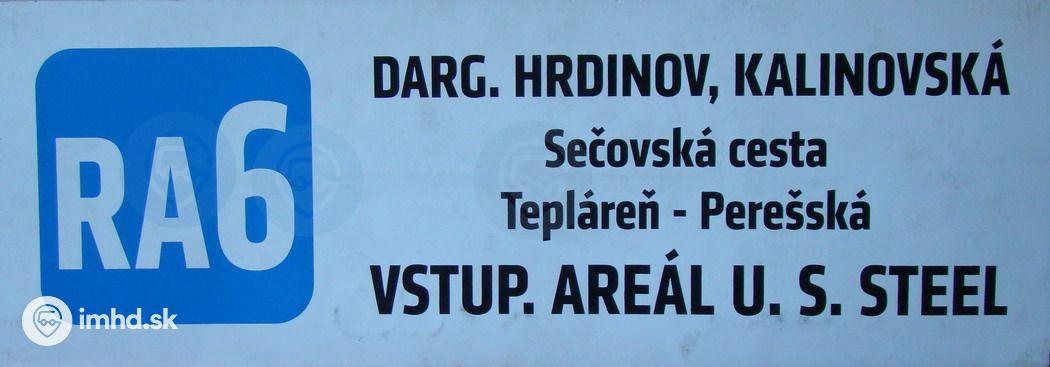 RA6
DARG. HRDINOV, KALINOVSKÁ
Sečovská cesta
Tepláreň - Perešská
VSTUP. AREÁL U. S. STEEL
imhd.sk